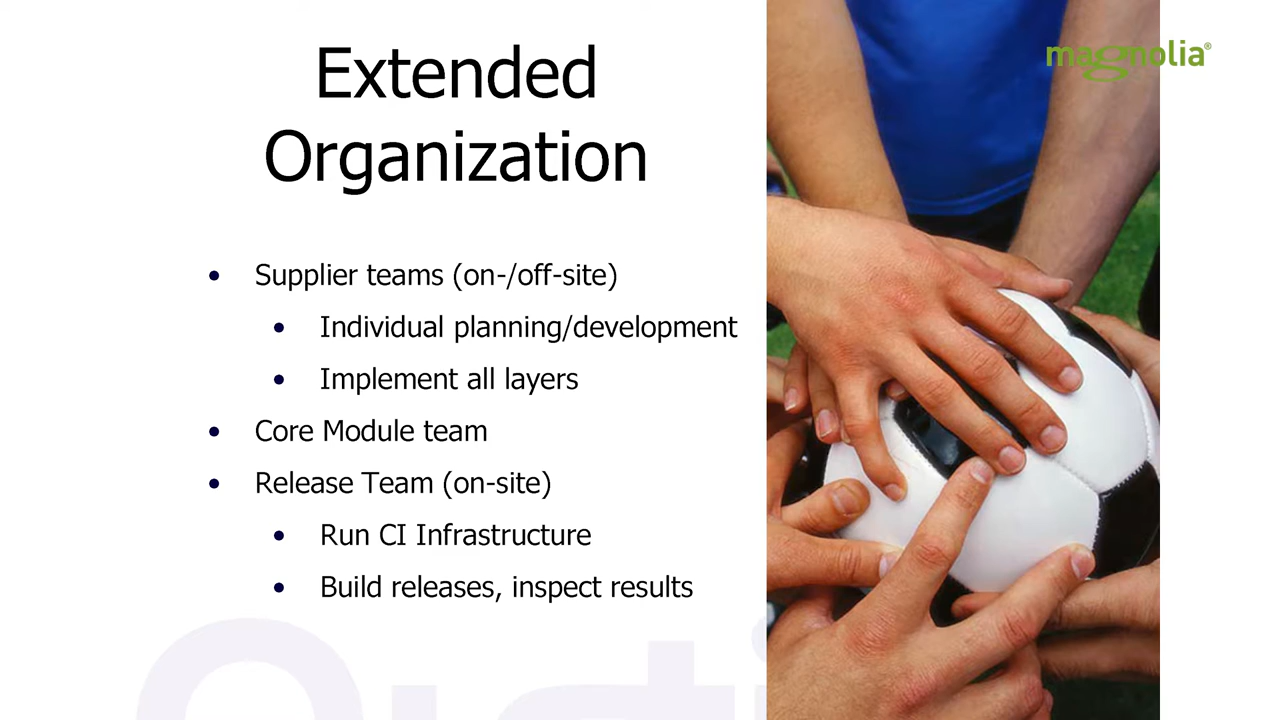 magnolia®
Extended
Organization
• Supplier teams (on-/off-site)
• Individual planning/development
• Implement all layers
• Core Module team
• Release Team (on-site)
• Run CI Infrastructure
• Build releases, inspect results